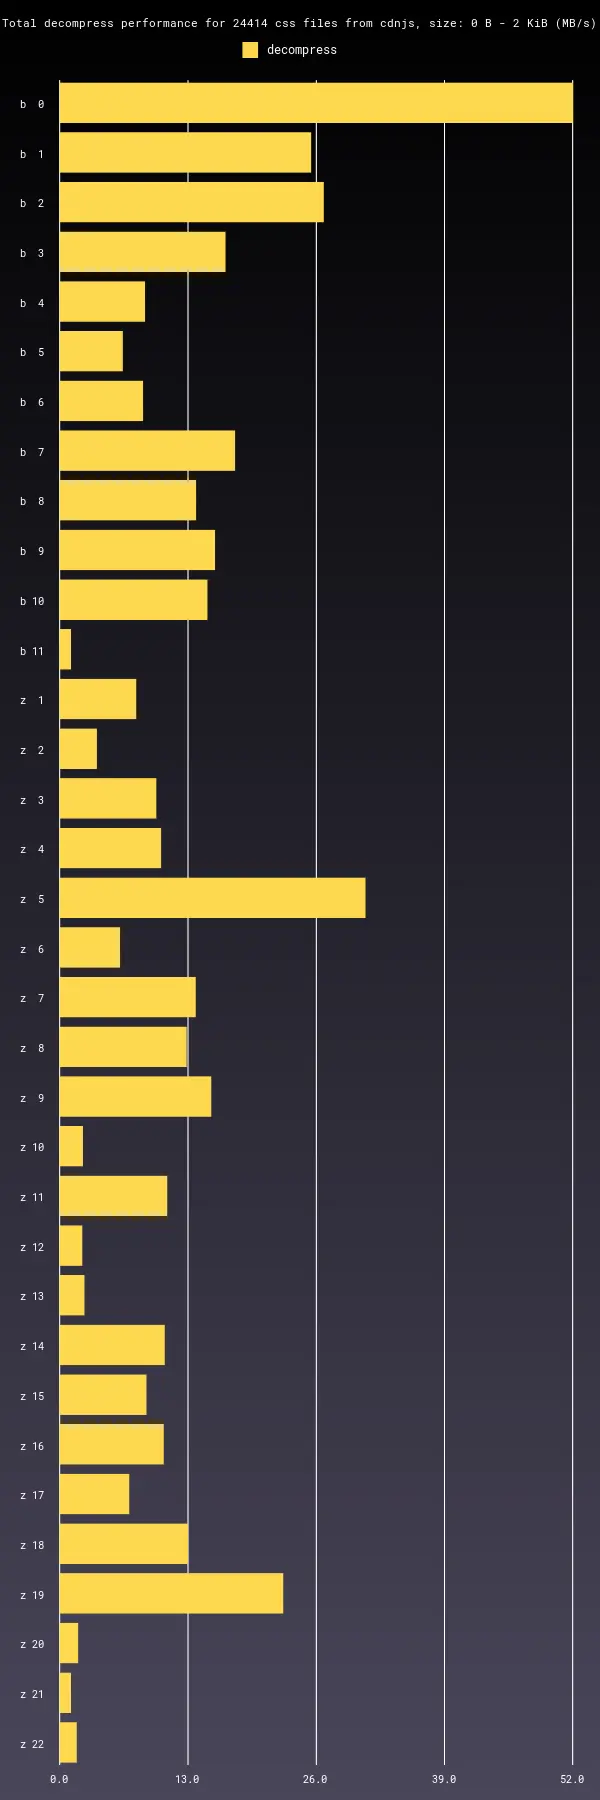 Total decompress performance for 24414 css files from cdnjs, size: 0 B - 2 KiB (MB/s)
decompress
b 0
b 1
b 2
b 3
b 4
b 5
b 6
b 7
b 8
b 9
b 10
b 11
z 1
z 2
z 3
z 4
z 5
z 6
z 7
z 8
z 9
z 10
z 11
z 12
z 13
z 14
z 15
z 16
z 17
z 18
z 19
z 20
z 21
z 22
0.0 13.0 26.0 39.0 52.0